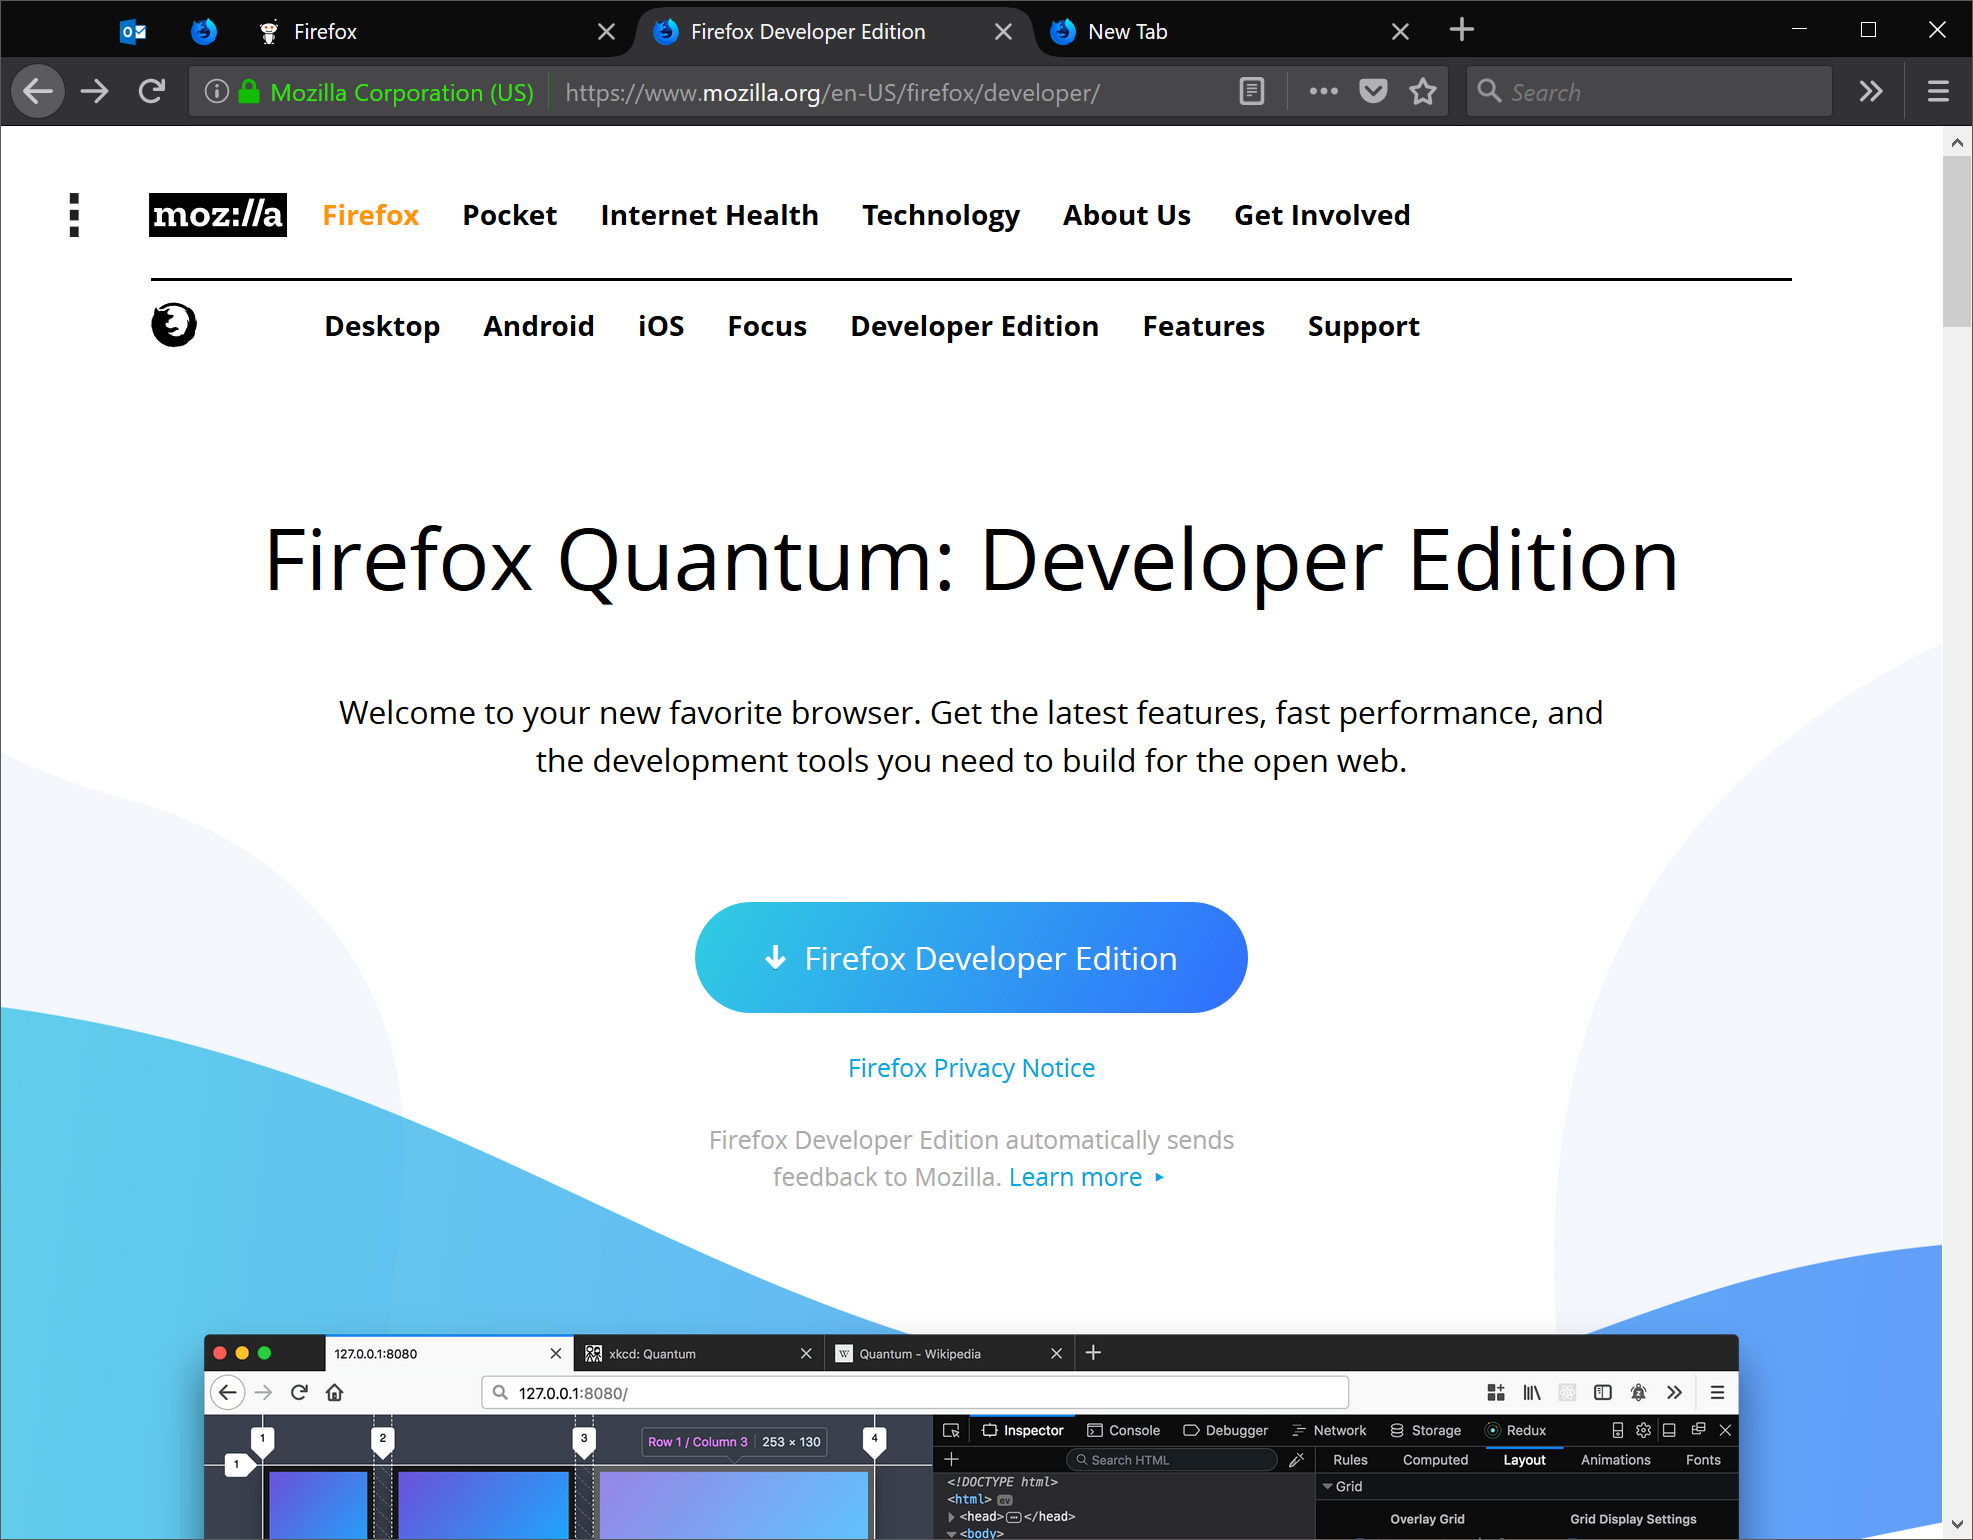 Firefox
Firefox Developer Edition
New Tab
Mozilla Corporation (US)
https://www.mozilla.org/en-US/firefox/developer/
Search
moz://a
Firefox Pocket Internet Health Technology About Us Get Involved
Desktop Android iOS Focus Developer Edition Features Support
Firefox Quantum: Developer Edition
Welcome to your new favorite browser. Get the latest features, fast performance, and
the development tools you need to build for the open web.
Firefox Developer Edition
Firefox Privacy Notice
Firefox Developer Edition automatically sends
feedback to Mozilla. Learn more
127.0.0.1:8080
xkcd: Quantum
W Quantum - Wikipedia
127.0.0.1:8080/
1 2 3 4
Row 1 / Column 3 253 × 130
1
Inspector Console Debugger Network Storage Redux
Search HTML
Rules Computed Layout Animations Fonts
<!DOCTYPE html>
<html> ev
<head></head>
<body>
Grid
Overlay Grid Grid Display Settings